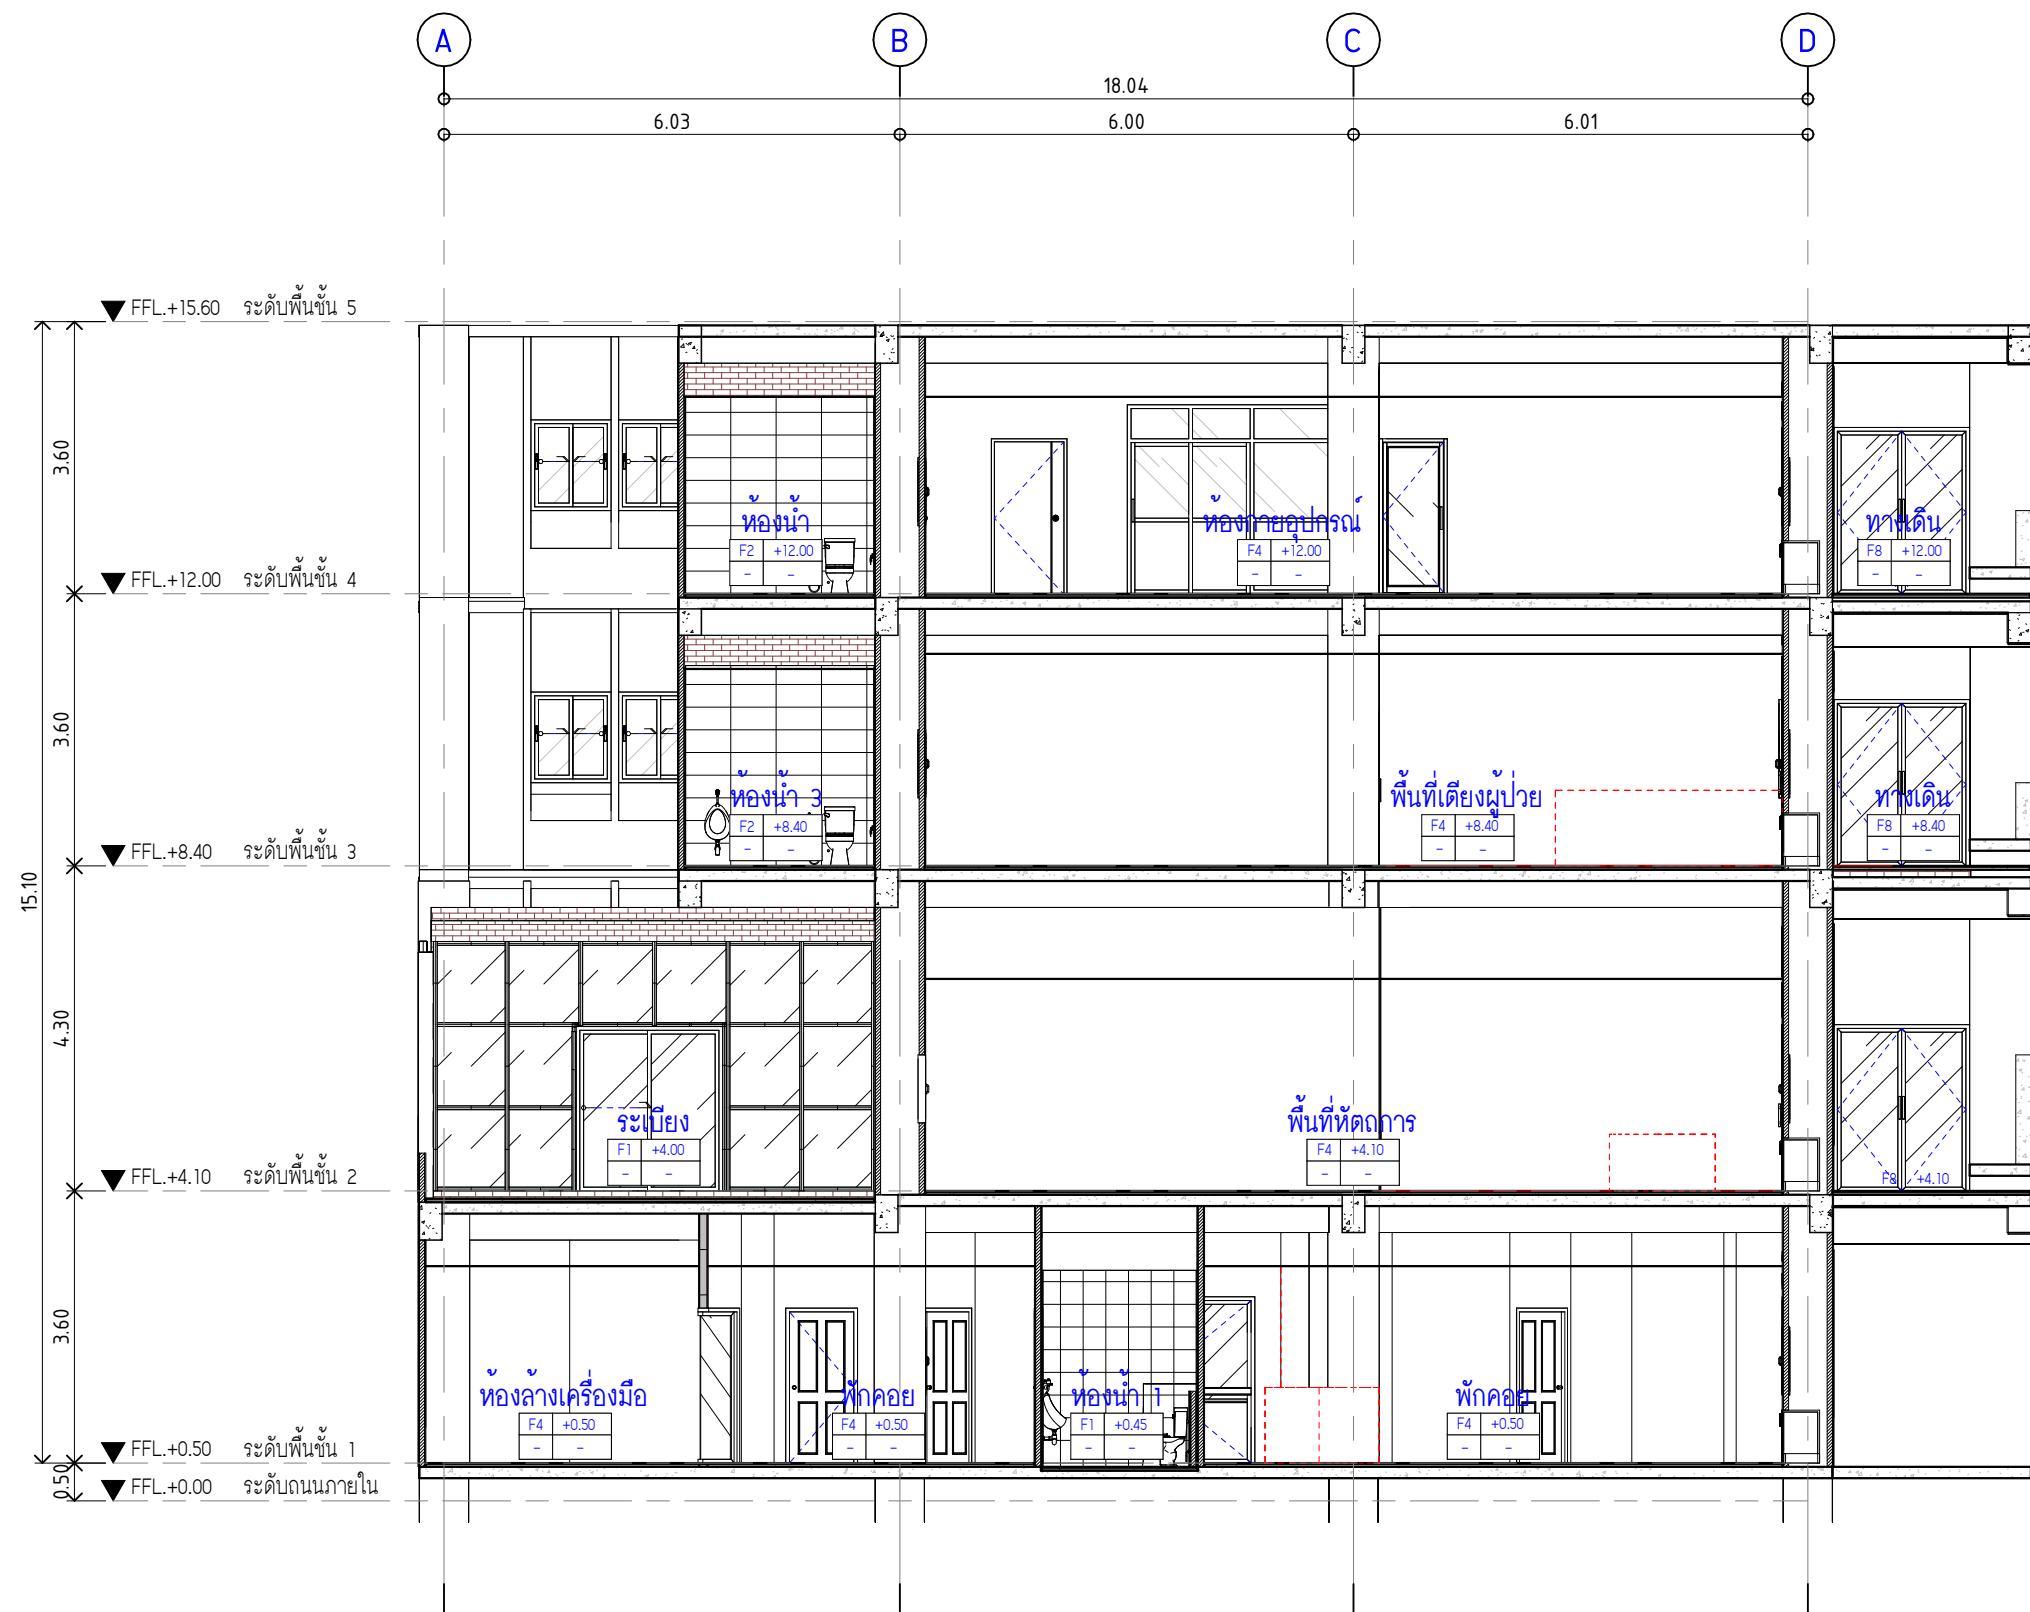 A B C D
18.04
6.03 6.00 6.01
FFL.+15.60 ระดับพื้นชั้น 5
3.60
ห้องน้ำ ห้องกายอุปกรณ์ ทางเดิน
F2 +12.00 F4 +12.00 F8 +12.00
- - - - - -
FFL.+12.00 ระดับพื้นชั้น 4
3.60
ห้องน้ำ 3 พื้นที่เตียงผู้ป่วย ทางเดิน
F2 +8.40 F4 +8.40 F8 +8.40
- - - - - -
FFL.+8.40 ระดับพื้นชั้น 3
15.10
4.30
ระเบียง พื้นที่หัตถการ
F1 +4.00 F4 +4.10
- - - -
FFL.+4.10 ระดับพื้นชั้น 2 F8 +4.10
3.60
ห้องล้างเครื่องมือ พักคอย ห้องน้ำ 1 พักคอย
F4 +0.50 F4 +0.50 F1 +0.45 F4 +0.50
- - - - - - - -
FFL.+0.50 ระดับพื้นชั้น 1
0.50
FFL.+0.00 ระดับถนนภายใน